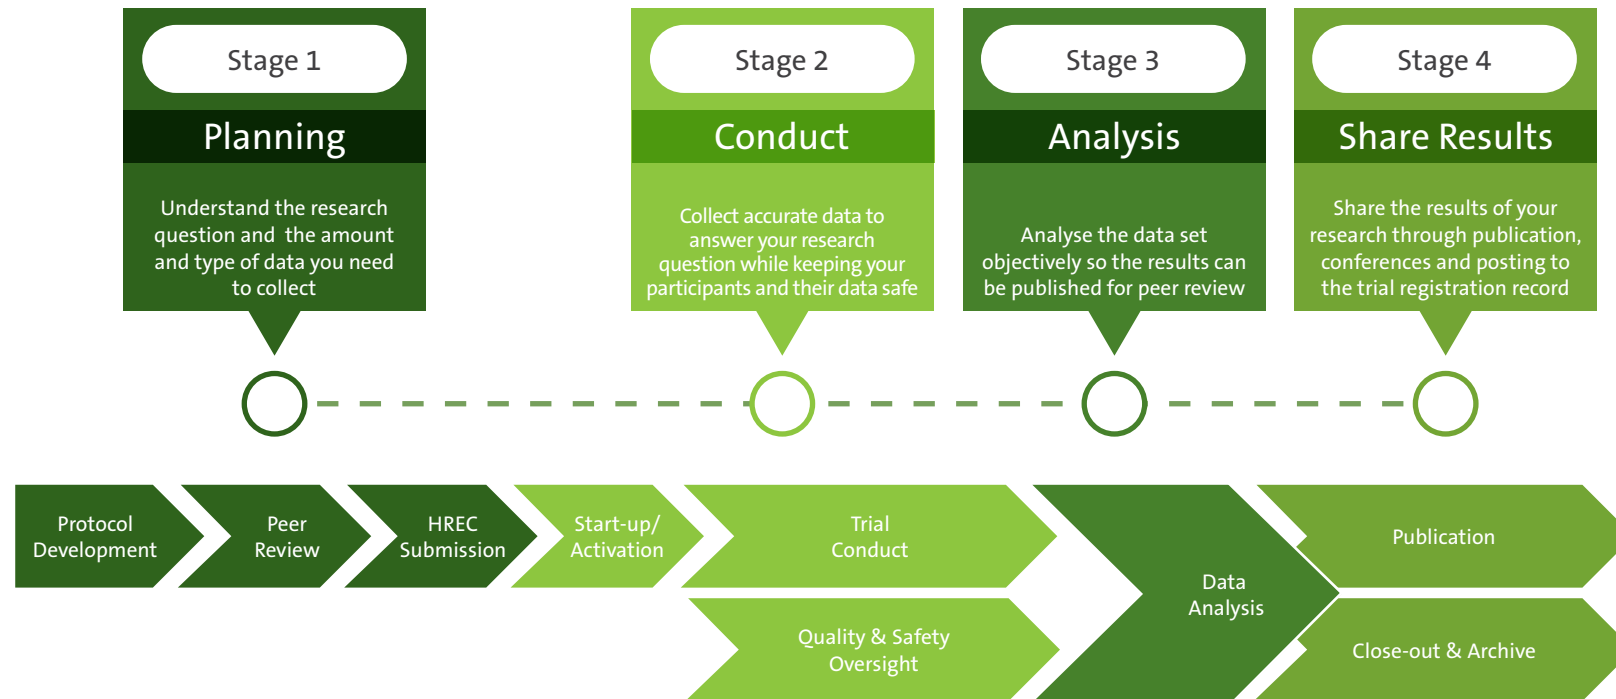 Stage 1
Planning
Understand the research
question and  the amount
and type of data you need
to collect
Stage 2
Conduct
Collect accurate data to
answer your research
question while keeping your
participants and their data safe
Stage 3
Analysis
Analyse the data set
objectively so the results can
be published for peer review
Stage 4
Share Results
Share the results of your
research through publication,
conferences and posting to
the trial registration record
Protocol
Development
Peer
Review
HREC
Submission
Start-up/
Activation
Trial
Conduct
Quality & Safety
Oversight
Data
Analysis
Publication
Close-out & Archive